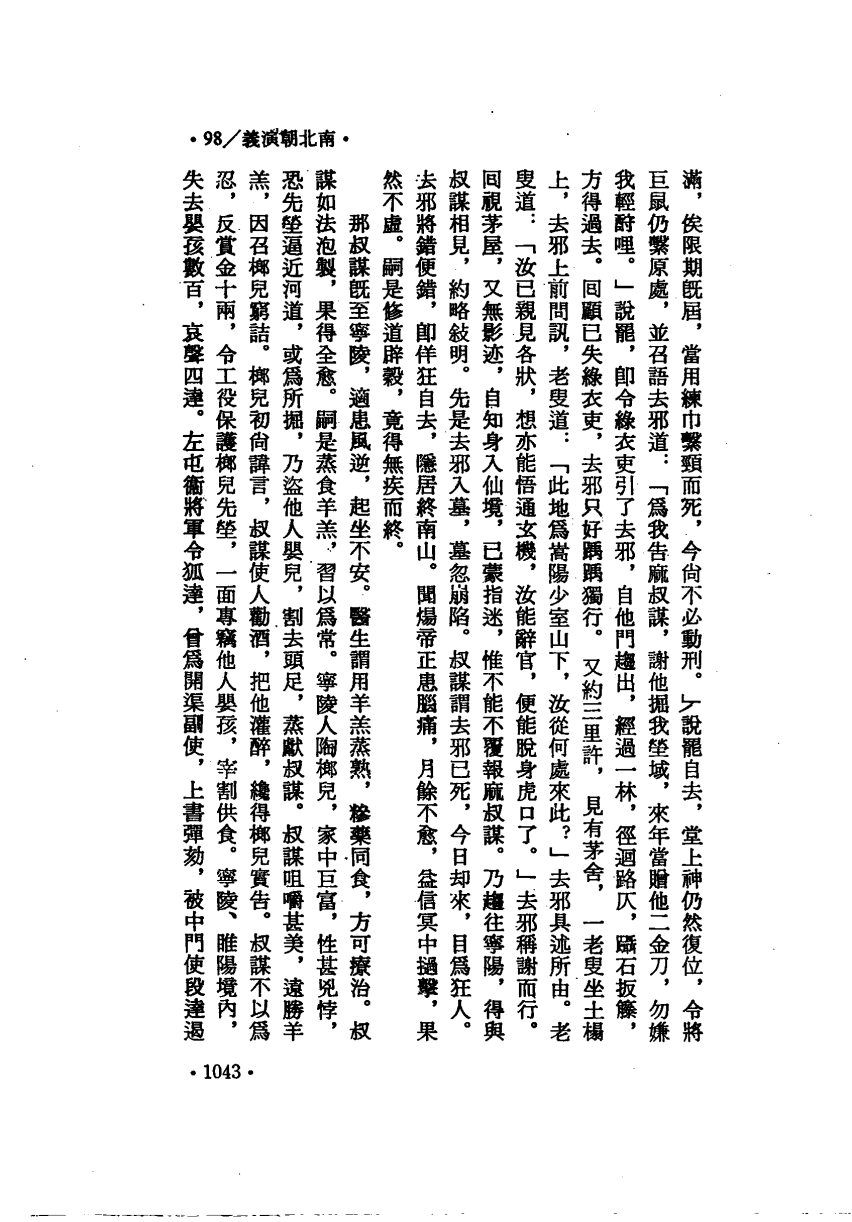 ・98／義演朝北南・
滿，俟限期旣屆，當用練巾繫頸而死，今尙不必動刑。」說罷自去，堂上神仍然復位，令將
巨鼠仍繫原處，並召語去邪道：「爲我告麻叔謀，謝他掘我塋域，來年當贈他二金刀，勿嫌
我輕酧哩。」說罷，卽令綠衣吏引了去邪，自他門趨出，經過一林，徑迴路仄，躡石扳籐，
方得過去。回顧已失綠衣吏，去邪只好踽踽獨行。又約三里許，見有茅舍，一老叟坐土榻
上，去邪上前問訊，老叟道：「此地爲嵩陽少室山下，汝從何處來此？」去邪具述所由。老
叟道：「汝已親見各狀，想亦能悟通玄機，汝能辭官，便能脫身虎口了。」去邪稱謝而行。
回視茅屋，又無影迹，自知身入仙境，已蒙指迷，惟不能不覆報麻叔謀。乃趨往寧陽，得與
叔謀相見，約略敍明。先是去邪入墓，墓忽崩陷。叔謀謂去邪已死，今日却來，目爲狂人。
去邪將錯便錯，卽佯狂自去，隱居終南山。聞煬帝正患腦痛，月餘不愈，益信冥中撾擊，果
然不虛。嗣是修道辟穀，竟得無疾而終。
那叔謀旣至寧陵，適患風逆，起坐不安。醫生謂用羊羔蒸熟，糝藥同食，方可療治。叔
謀如法泡製，果得全愈。嗣是蒸食羊羔，習以爲常。寧陵人陶榔兒，家中巨富，性甚兇悖，
恐先塋逼近河道，或爲所掘，乃盜他人嬰兒，割去頭足，蒸獻叔謀。叔謀咀嚼甚美，遠勝羊
羔，因召榔兒窮詰。榔兒初尙諱言，叔謀使人勸酒，把他灌醉，纔得榔兒實告。叔謀不以爲
忍，反賞金十兩，令工役保護榔兒先塋，一面專竊他人嬰孩，宰割供食。寧陵、睢陽境內，
失去嬰孩數百，哀聲四達。左屯衞將軍令狐達，曾爲開渠副使，上書彈劾，被中門使段達遏
・1043・